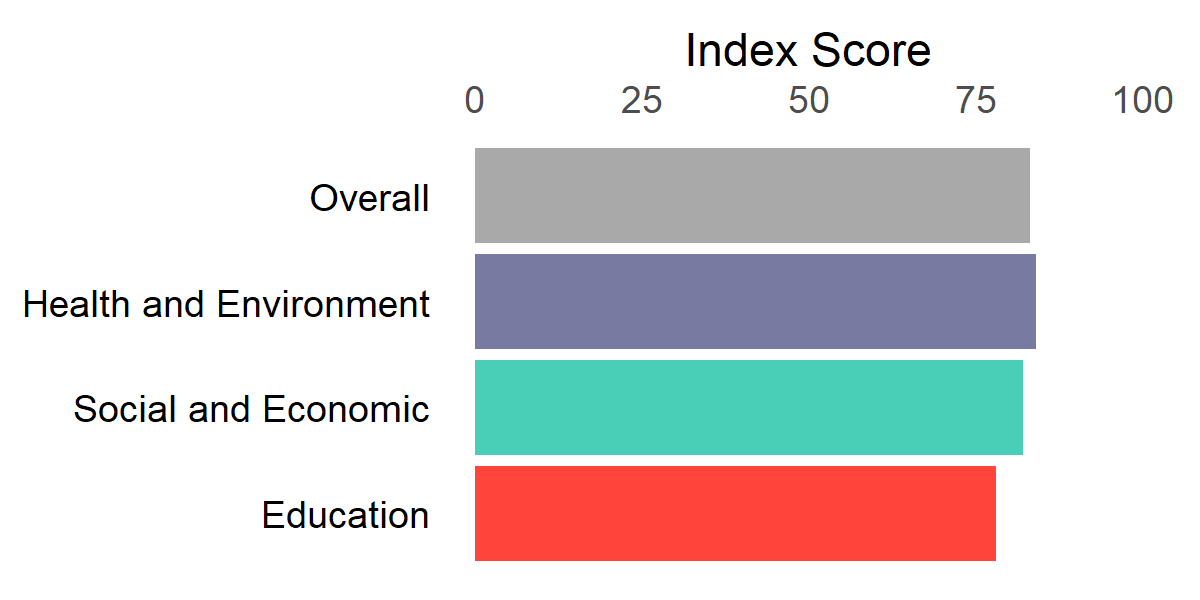 Index Score
0 25 50 75 100
Overall
Health and Environment
Social and Economic
Education